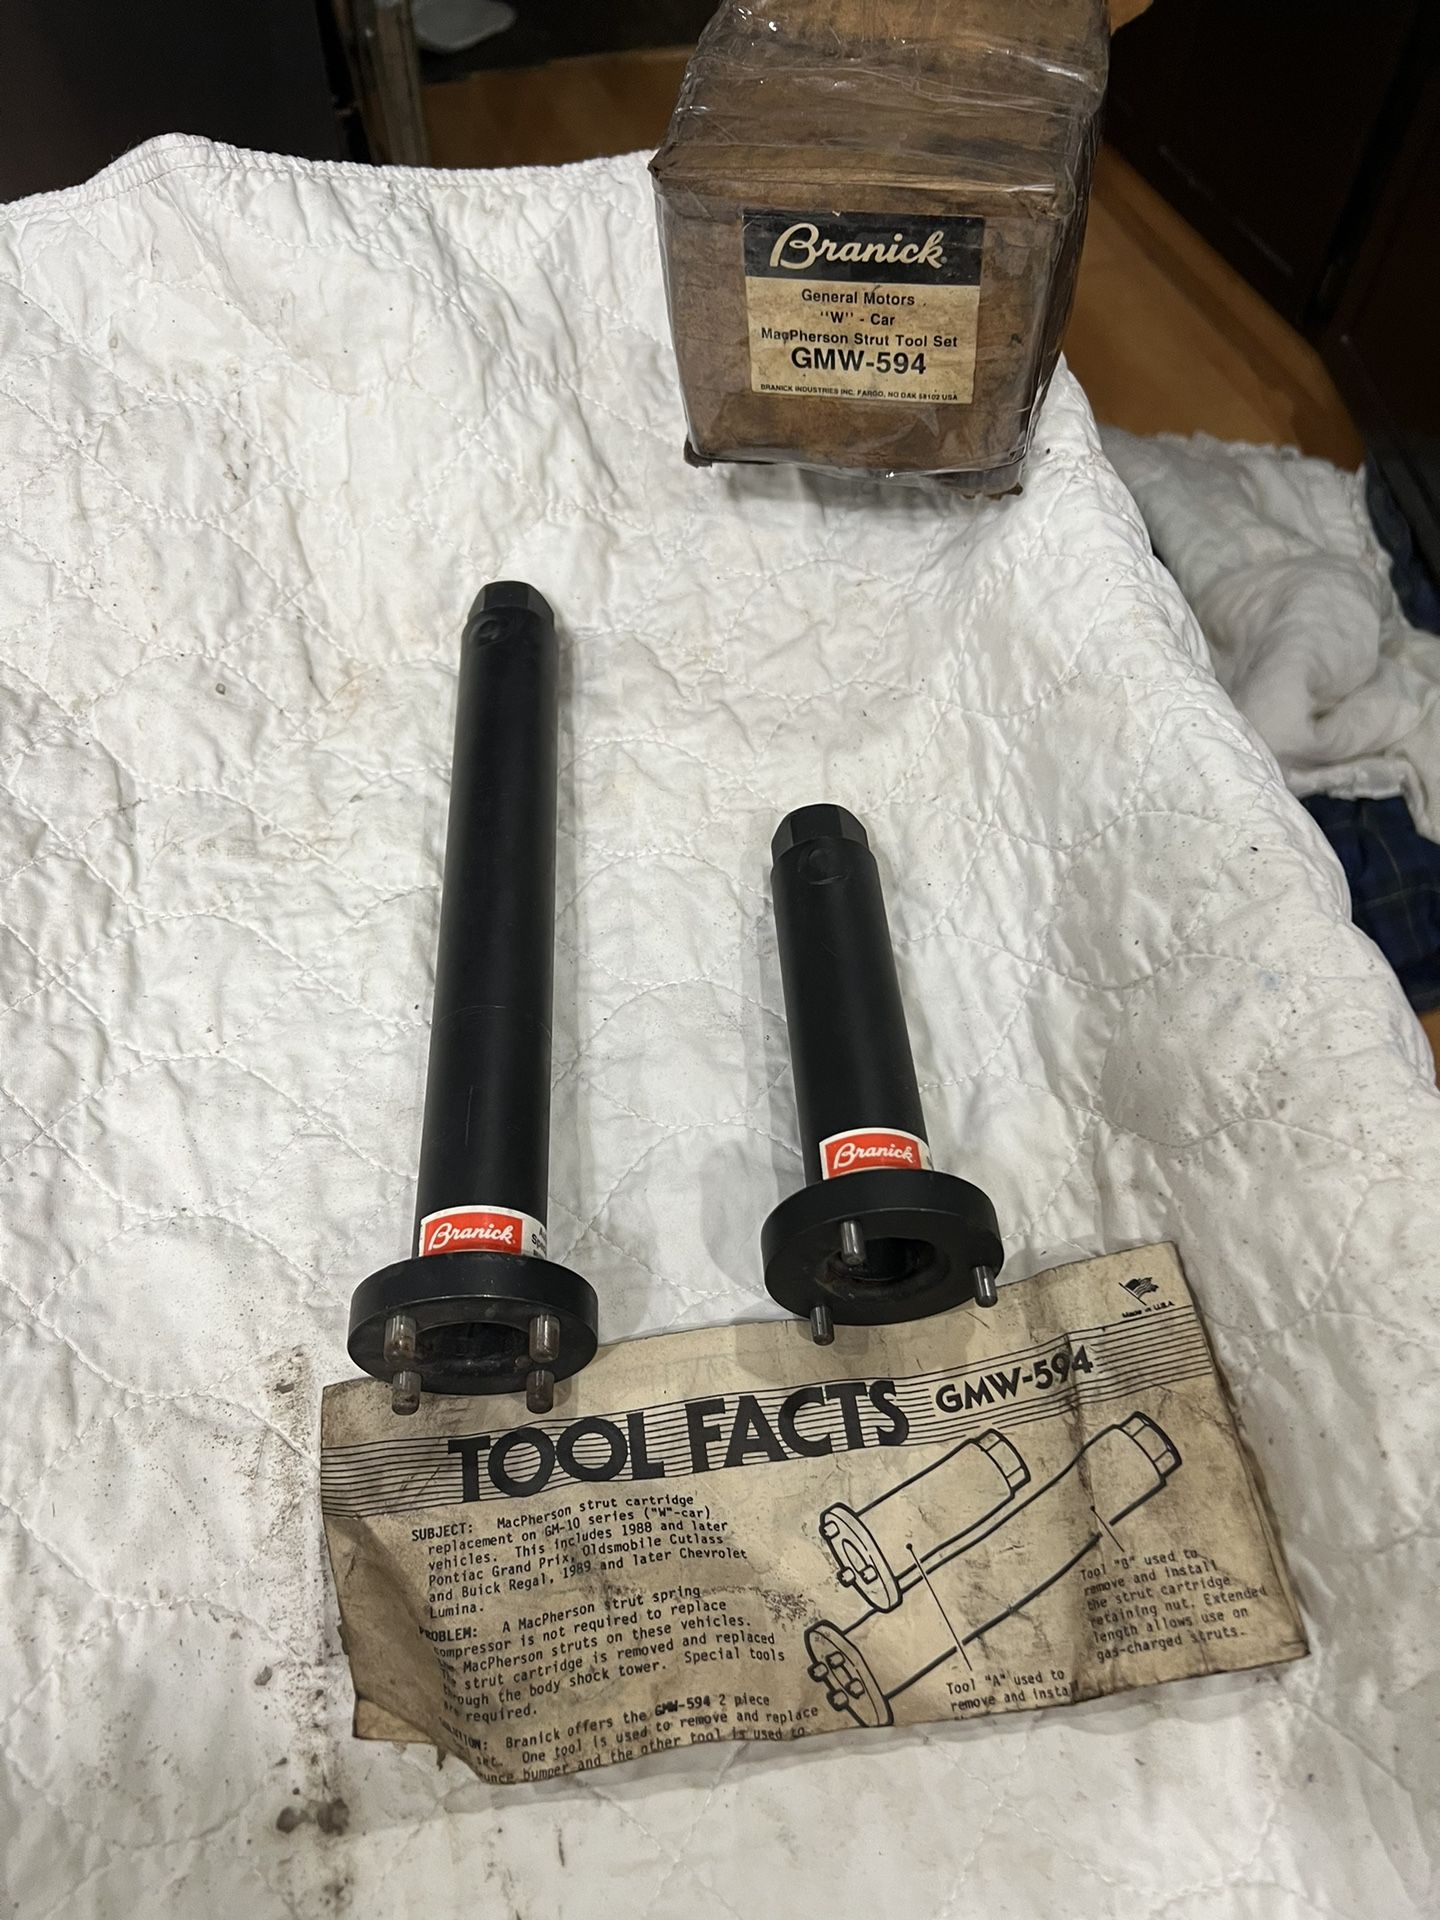 Branick
General Motors
"W" - Car
MacPherson Strut Tool Set
GMW-594
BRANICK INDUSTRIES INC. FARGO, NO DAK 58102 USA
Branick
Branick
Made in U.S.A.
TOOL FACTS GMW-594
SUBJECT: MacPherson strut cartridge
replacement on GM-10 series ("W"-car)
vehicles. This includes 1988 and later
Pontiac Grand Prix, Oldsmobile Cutlass
and Buick Regal, 1989 and later Chevrolet
Lumina.
PROBLEM: A MacPherson strut spring
compressor is not required to replace
MacPherson struts on these vehicles.
strut cartridge is removed and replaced
through the body shock tower. Special tools
are required.
Branick offers the GMW-594 2 piece
set. One tool is used to remove and replace
bumper and the other tool is used to
Tool "B" used to
remove and install
the strut cartridge
retaining nut. Extended
length allows use on
gas-charged struts.
Tool "A" used to
remove and